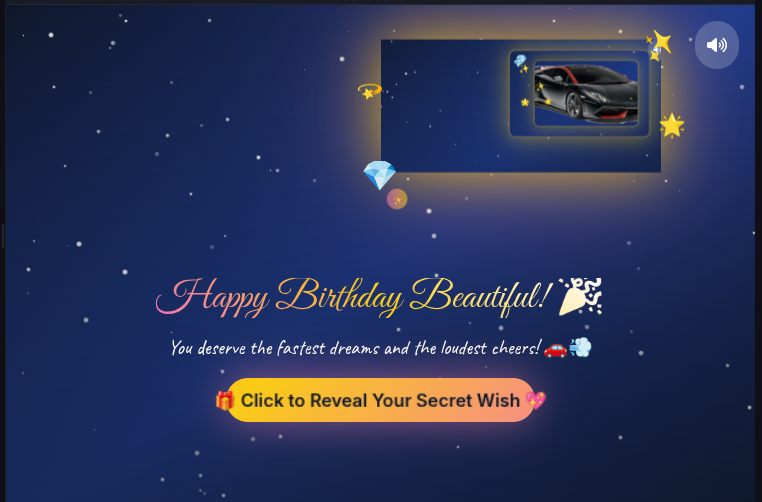 Happy Birthday Beautiful! 🎉
You deserve the fastest dreams and the loudest cheers! 🚗💨
🎁 Click to Reveal Your Secret Wish 💖